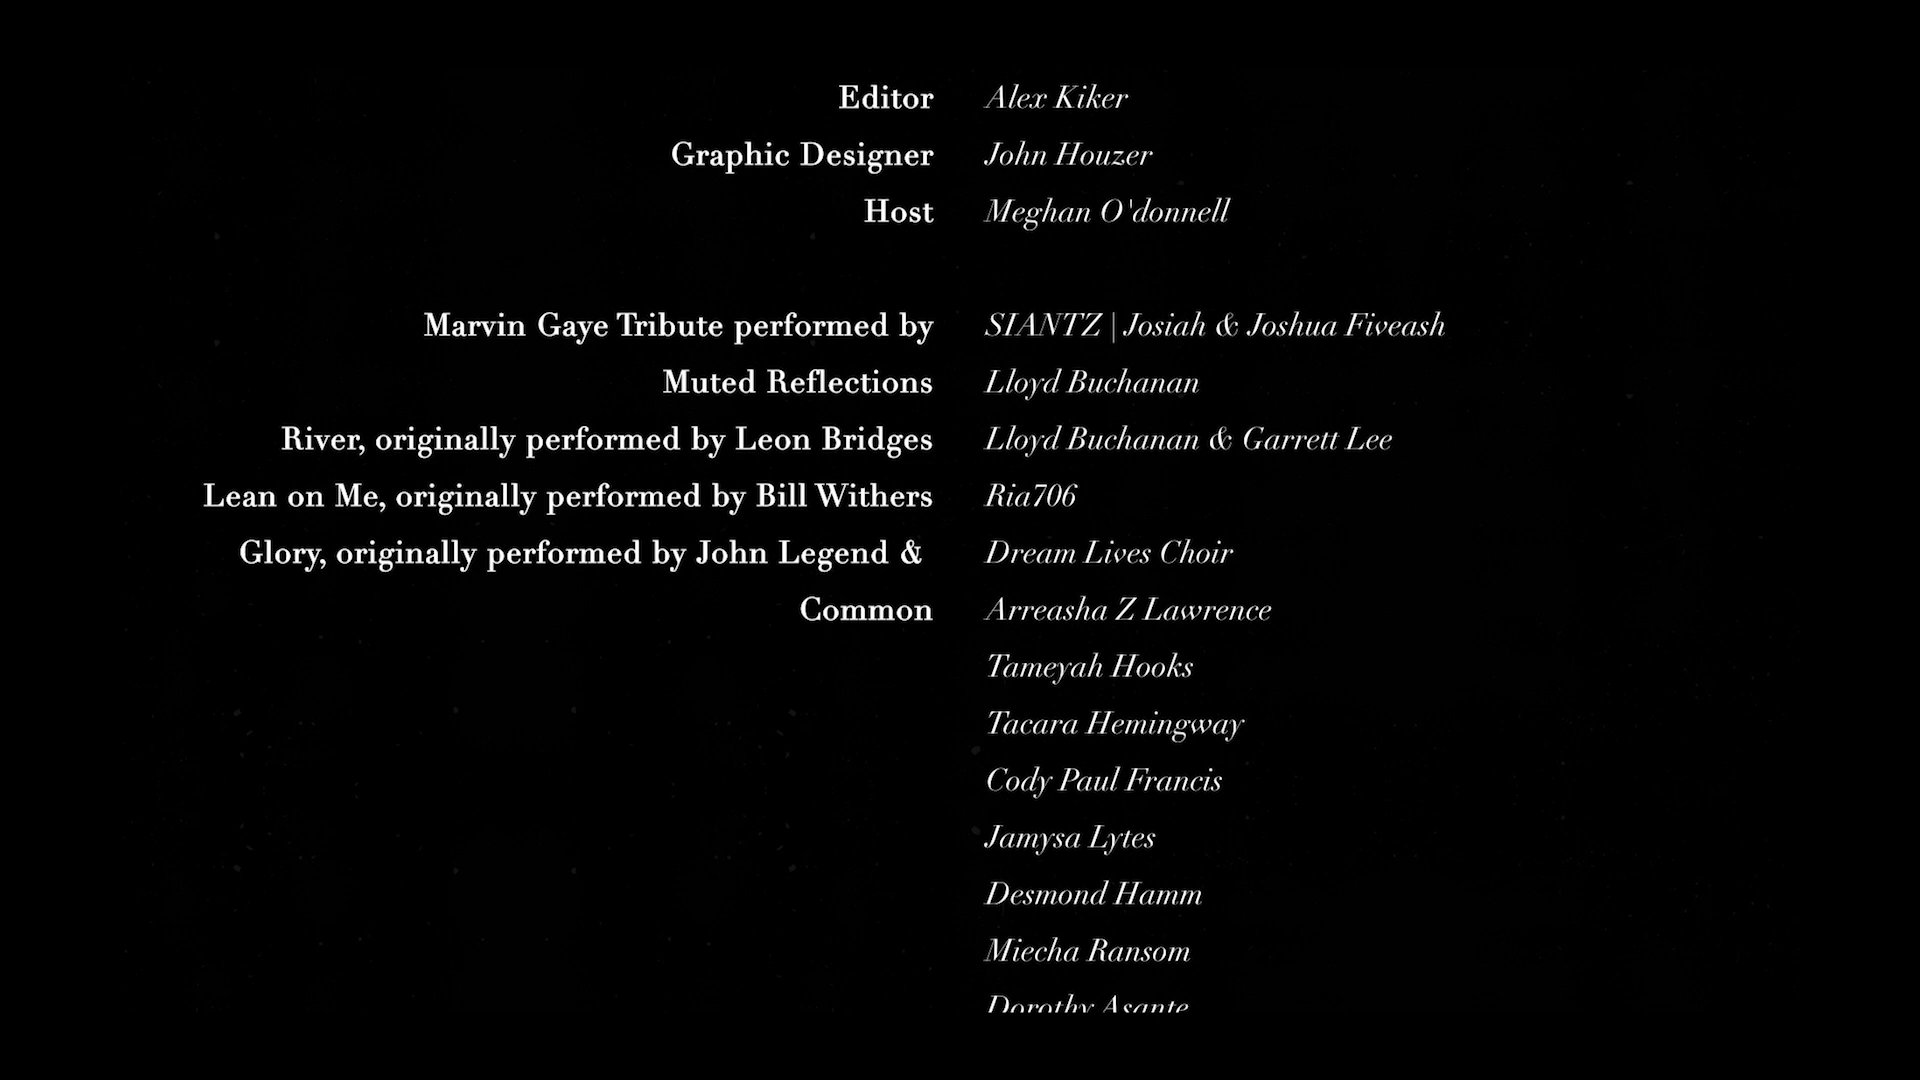 Editor Alex Kiker
Graphic Designer John Houzer
Host Meghan O'donnell
Marvin Gaye Tribute performed by SIANTZ | Josiah & Joshua Fiveash
Muted Reflections Lloyd Buchanan
River, originally performed by Leon Bridges Lloyd Buchanan & Garrett Lee
Lean on Me, originally performed by Bill Withers Ria706
Glory, originally performed by John Legend & Dream Lives Choir
Common Arreasha Z Lawrence
Tameyah Hooks
Tacara Hemingway
Cody Paul Francis
Jamysa Lytes
Desmond Hamm
Miecha Ransom
Dorothy Asante